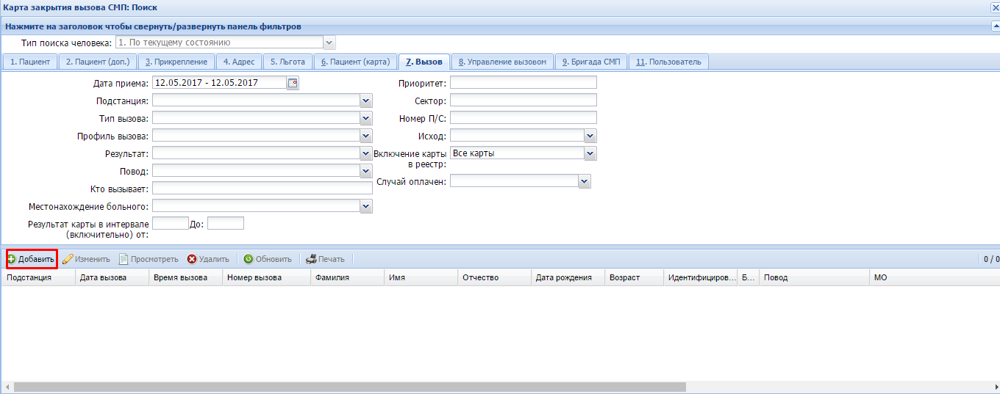 Карта закрытия вызова СМП: Поиск
Нажмите на заголовок чтобы свернуть/развернуть панель фильтров
Тип поиска человека: 1. По текущему состоянию
1. Пациент 2. Пациент (доп.) 3. Прикрепление 4. Адрес 5. Льгота 6. Пациент (карта) 7. Вызов 8. Управление вызовом 9. Бригада СМП 11. Пользователь
Дата приема: 12.05.2017 - 12.05.2017 Приоритет:
Подстанция: Сектор:
Тип вызова: Номер П/С:
Профиль вызова: Исход:
Результат: Включение карты Все карты
в реестр:
Повод:
Случай оплачен:
Кто вызывает:
Местонахождение больного:
Результат карты в интервале До:
(включительно) от:
Добавить Изменить Просмотреть Удалить Обновить Печать 0 / 0
Подстанция Дата вызова Время вызова Номер вызова Фамилия Имя Отчество Дата рождения Возраст Идентифициров... Б... Повод МО